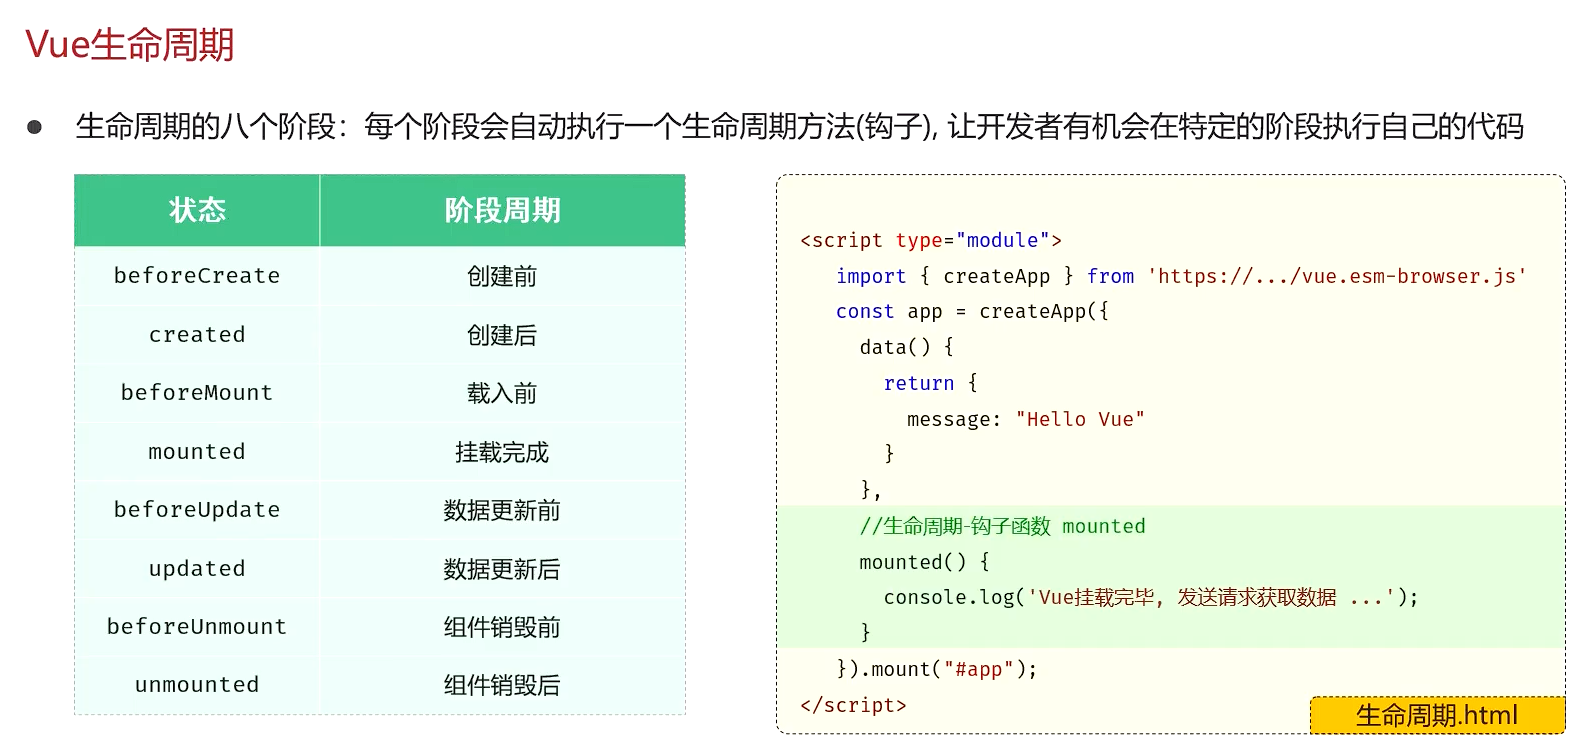 Vue生命周期
● 生命周期的八个阶段：每个阶段会自动执行一个生命周期方法(钩子), 让开发者有机会在特定的阶段执行自己的代码
状态 阶段周期
beforeCreate 创建前
created 创建后
beforeMount 载入前
mounted 挂载完成
beforeUpdate 数据更新前
updated 数据更新后
beforeUnmount 组件销毁前
unmounted 组件销毁后
<script type="module">
import { createApp } from 'https://.../vue.esm-browser.js'
const app = createApp({
data() {
return {
message: "Hello Vue"
}
},
//生命周期-钩子函数 mounted
mounted() {
console.log('Vue挂载完毕, 发送请求获取数据 ...');
}
}).mount("#app");
</script>
生命周期.html